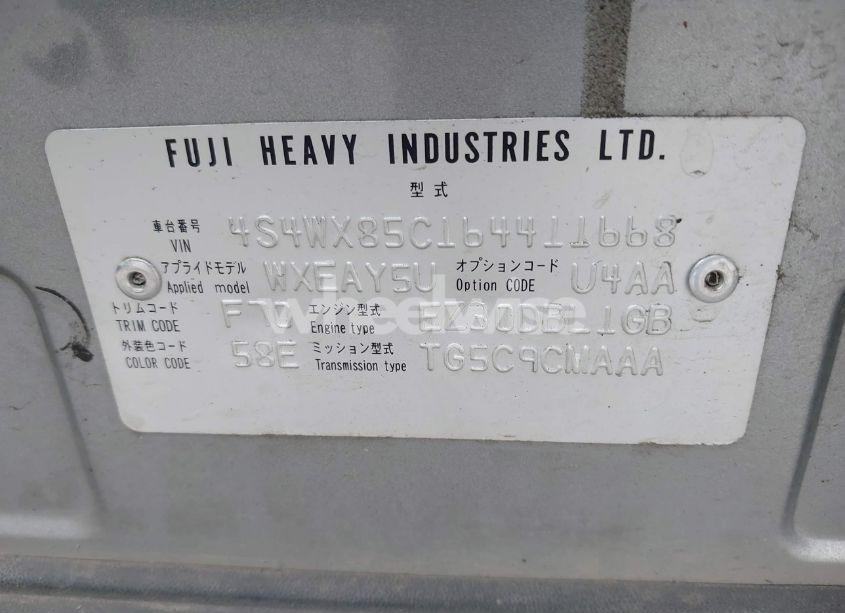 FUJI HEAVY INDUSTRIES LTD.
型式
車台番号 VIN 4S4WX85C164411668
アプライドモデル Applied model WXEAY5U オプションコード Option CODE U4AA
トリムコード TRIM CODE エンジン型式 Engine type EZ30DB11GB
外装色コード COLOR CODE 58E ミッション型式 Transmission type TG5C9CMAAA
wheelwise